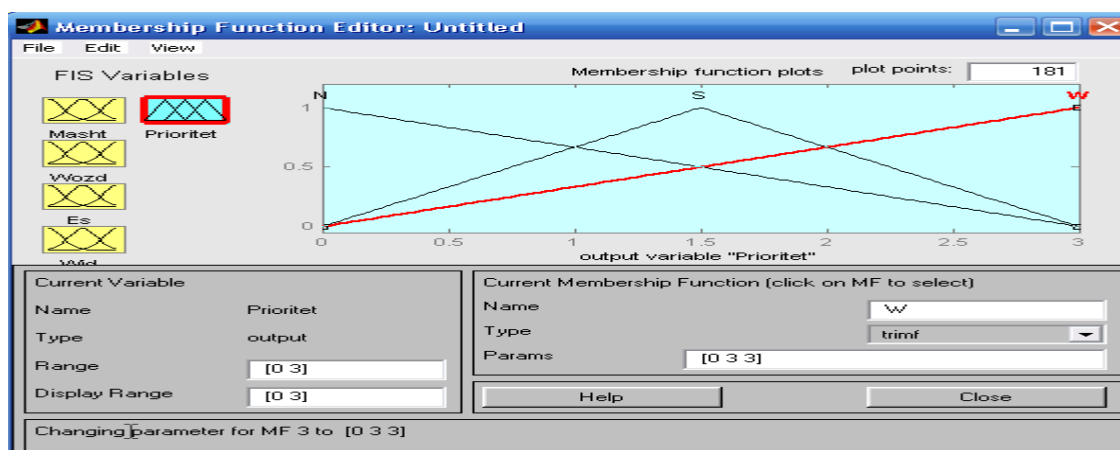 Membership Function Editor: Untitled
File Edit View
FIS Variables
Membership function plots plot points: 181
Masht Prioritet
Wozd
Es
Wid
N S W
1
0.5
0
0 0.5 1 1.5 2 2.5 3
output variable "Prioritet"
Current Variable
Name Prioritet
Type output
Range [0 3]
Display Range [0 3]
Current Membership Function (click on MF to select)
Name W
Type trimf
Params [0 3 3]
Help Close
Changing parameter for MF 3 to [0 3 3]